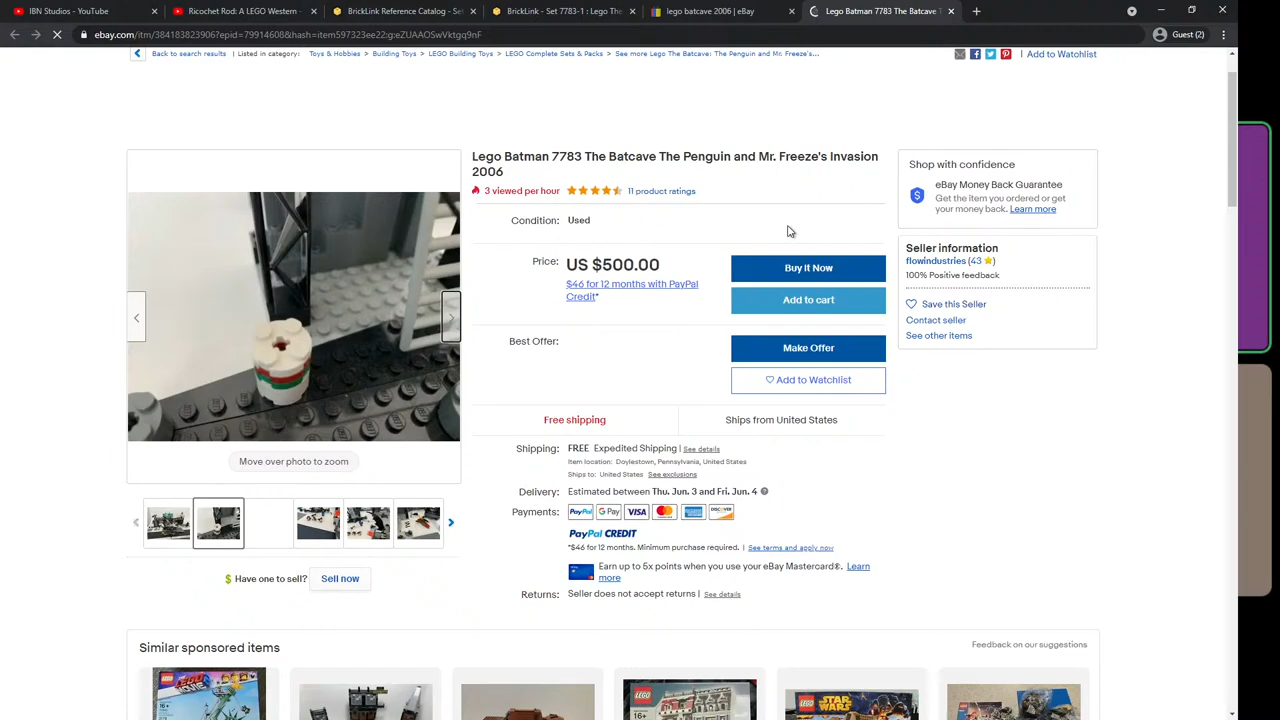 IBN Studios - YouTube
Ricochet Rod: A LEGO Western -
BrickLink Reference Catalog - Set
BrickLink - Set 7783-1 : Lego The
lego batcave 2006 | eBay
Lego Batman 7783 The Batcave Th
ebay.com/itm/384183823906?epid=79914608&hash=item597323ee22:g:eZUAAOSwVktgq9nF
Guest (2)
Back to search results | Listed in category: Toys & Hobbies > Building Toys > LEGO Building Toys > LEGO Complete Sets & Packs > See more Lego The Batcave: The Penguin and Mr. Freeze's...
| Add to Watchlist
Lego Batman 7783 The Batcave The Penguin and Mr. Freeze's Invasion
2006
3 viewed per hour
11 product ratings
Condition: Used
Price: US $500.00
$46 for 12 months with PayPal
Credit*
Buy It Now
Add to cart
Best Offer:
Make Offer
Add to Watchlist
Free shipping
Ships from United States
Shipping: FREE Expedited Shipping | See details
Item location: Doylestown, Pennsylvania, United States
Ships to: United States See exclusions
Delivery: Estimated between Thu. Jun. 3 and Fri. Jun. 4
Payments: PayPal G Pay VISA
PayPal CREDIT
*$46 for 12 months. Minimum purchase required. | See terms and apply now
Earn up to 5x points when you use your eBay Mastercard®. Learn
more
Returns: Seller does not accept returns | See details
Shop with confidence
eBay Money Back Guarantee
Get the item you ordered or get
your money back. Learn more
Seller information
flowindustries (43 )
100% Positive feedback
Save this Seller
Contact seller
See other items
Move over photo to zoom
Have one to sell? Sell now
Similar sponsored items
Feedback on our suggestions
LEGO
16+
LEGO
16+
LEGO
STAR
WARS